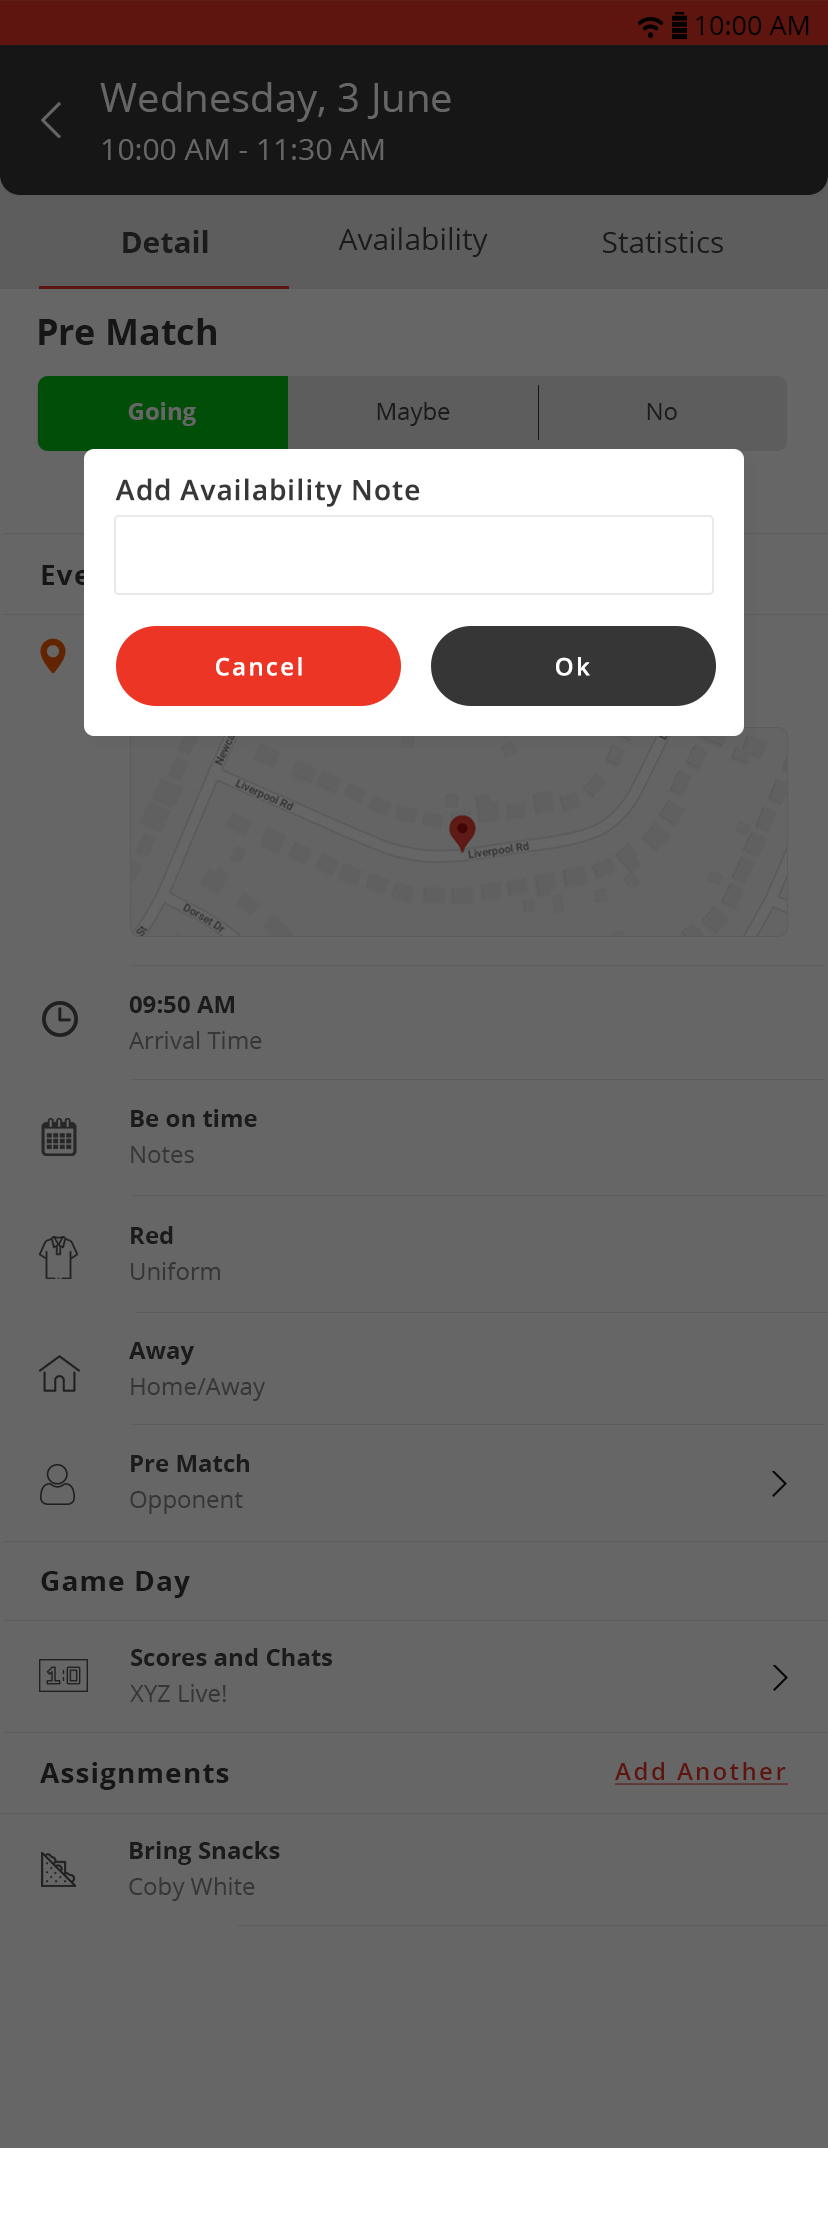 10:00 AM
Wednesday, 3 June
10:00 AM - 11:30 AM
Detail Availability Statistics
Pre Match
Going Maybe No
Add Availability Note
Eve
Cancel Ok
Liverpool Rd
Liverpool Rd
Dorset Dr
St
09:50 AM
Arrival Time
Be on time
Notes
Red
Uniform
Away
Home/Away
Pre Match
Opponent
Game Day
1:0
Scores and Chats
XYZ Live!
Assignments Add Another
Bring Snacks
Coby White